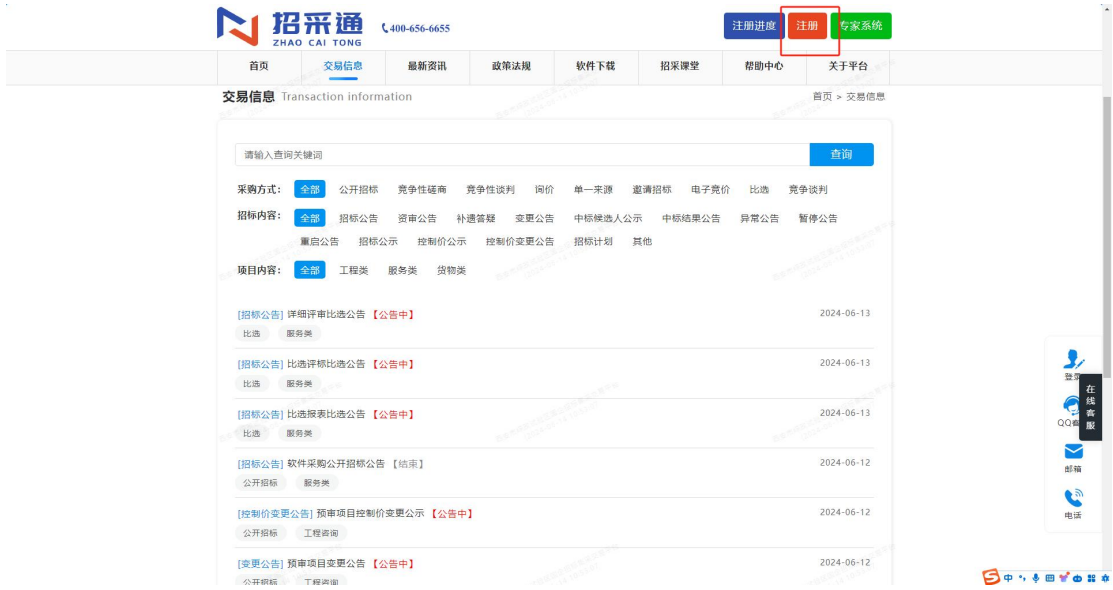 招采通
ZHAO CAI TONG
400-656-6655
注册进度 注册 专家系统
首页 交易信息 最新资讯 政策法规 软件下载 招采课堂 帮助中心 关于平台
交易信息 Transaction information 首页 > 交易信息
请输入查询关键词 查询
采购方式: 全部 公开招标 竞争性磋商 竞争性谈判 询价 单一来源 邀请招标 电子竞价 比选 竞争谈判
招标内容: 全部 招标公告 资审公告 补遗答疑 变更公告 中标候选人公示 中标结果公告 异常公告 暂停公告
重启公告 招标公示 控制价公示 控制价变更公告 招标计划 其他
项目内容: 全部 工程类 服务类 货物类
[招标公告] 详细评审比选公告 【公告中】 2024-06-13
比选 服务类
[招标公告] 比选评标比选公告 【公告中】 2024-06-13
比选 服务类
[招标公告] 比选报表比选公告 【公告中】 2024-06-13
比选 服务类
[招标公告] 软件采购公开招标公告 【结束】 2024-06-12
公开招标 服务类
[控制价变更公告] 预审项目控制价变更公示 【公告中】 2024-06-12
公开招标 工程咨询
[变更公告] 预审项目变更公告 【公告中】 2024-06-12
公开招标 工程咨询
登录
在线客服
QQ客
邮箱
电话
中